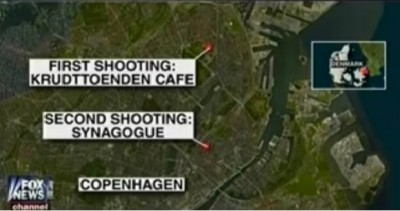 FIRST SHOOTING:
KRUDTTOENDEN CAFE
DENMARK
SECOND SHOOTING:
SYNAGOGUE
COPENHAGEN
FOX
NEWS
channel